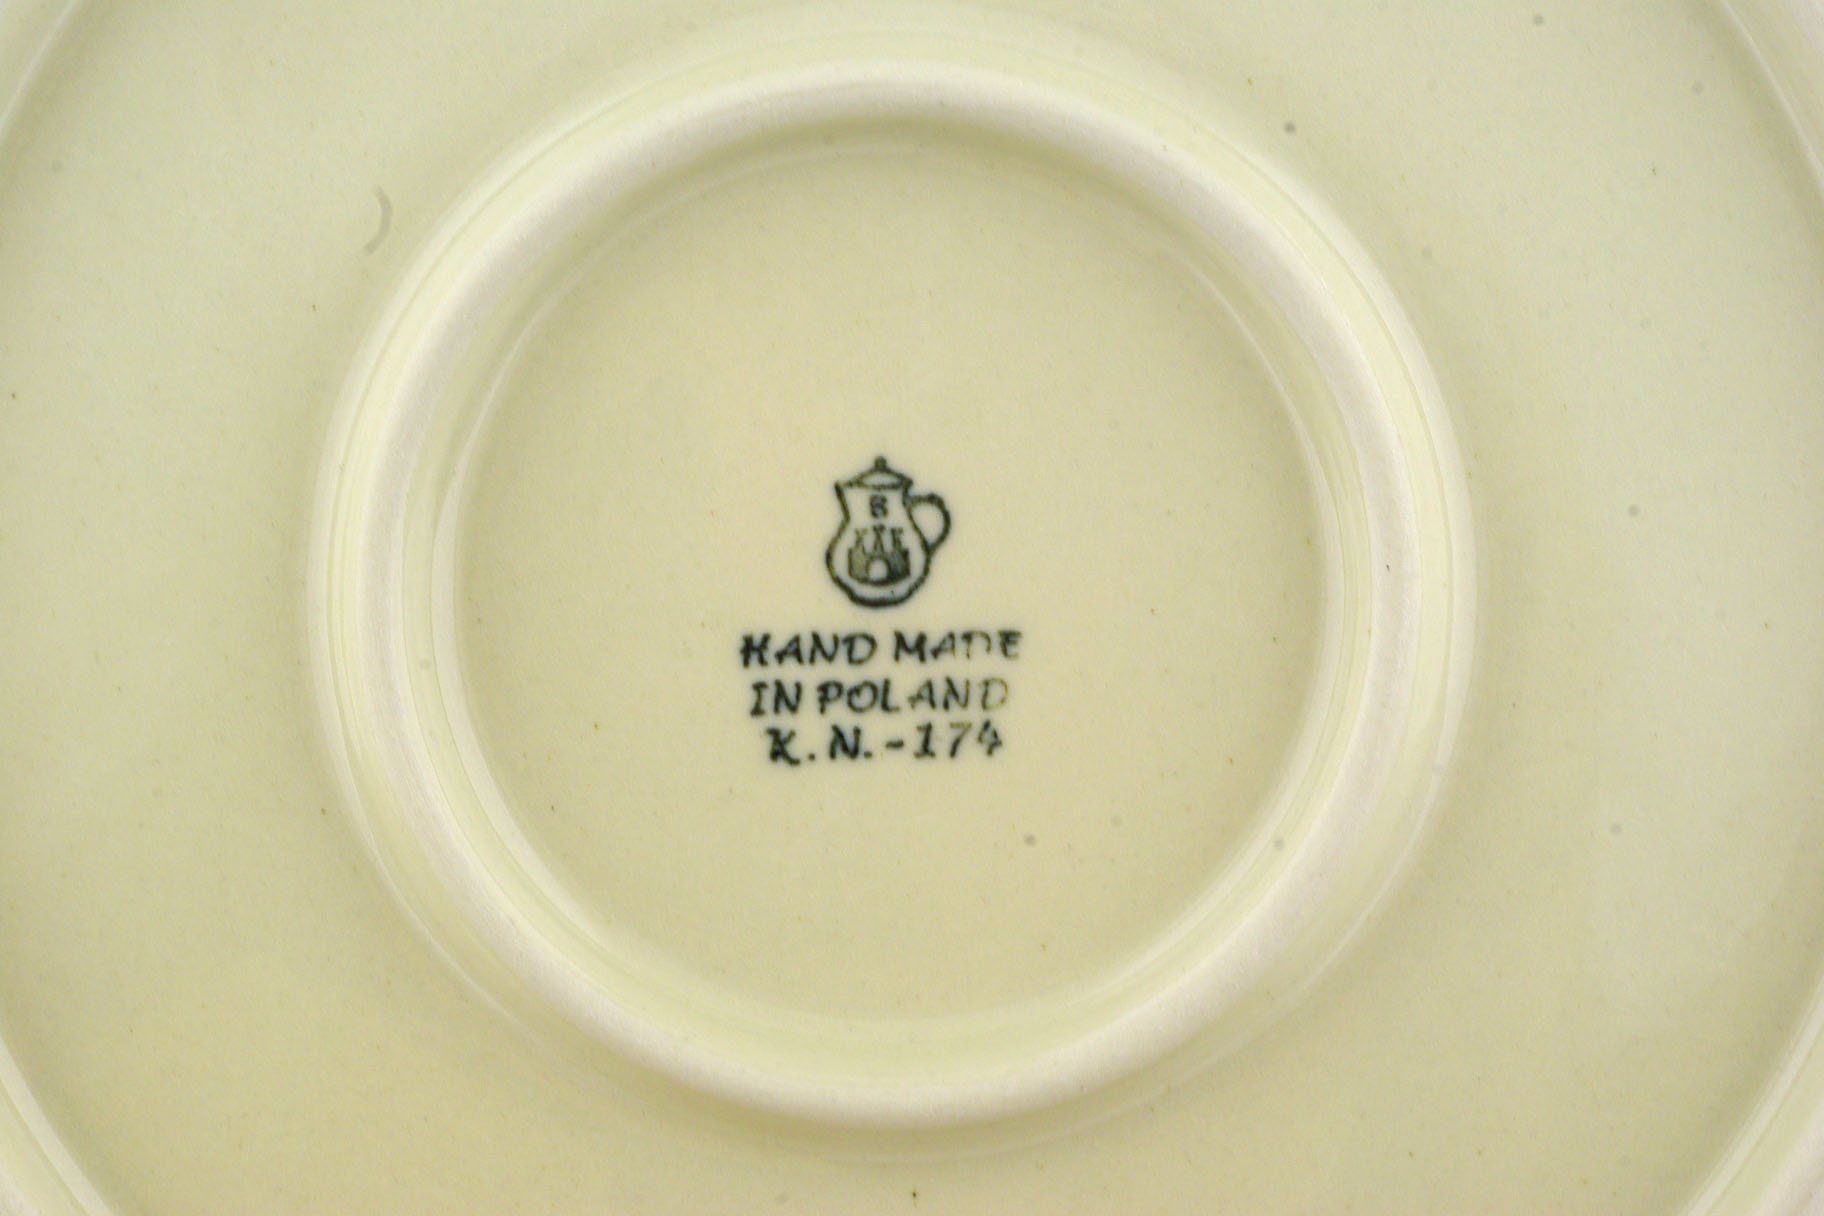 B
HAND MADE
IN POLAND
K.N.-174